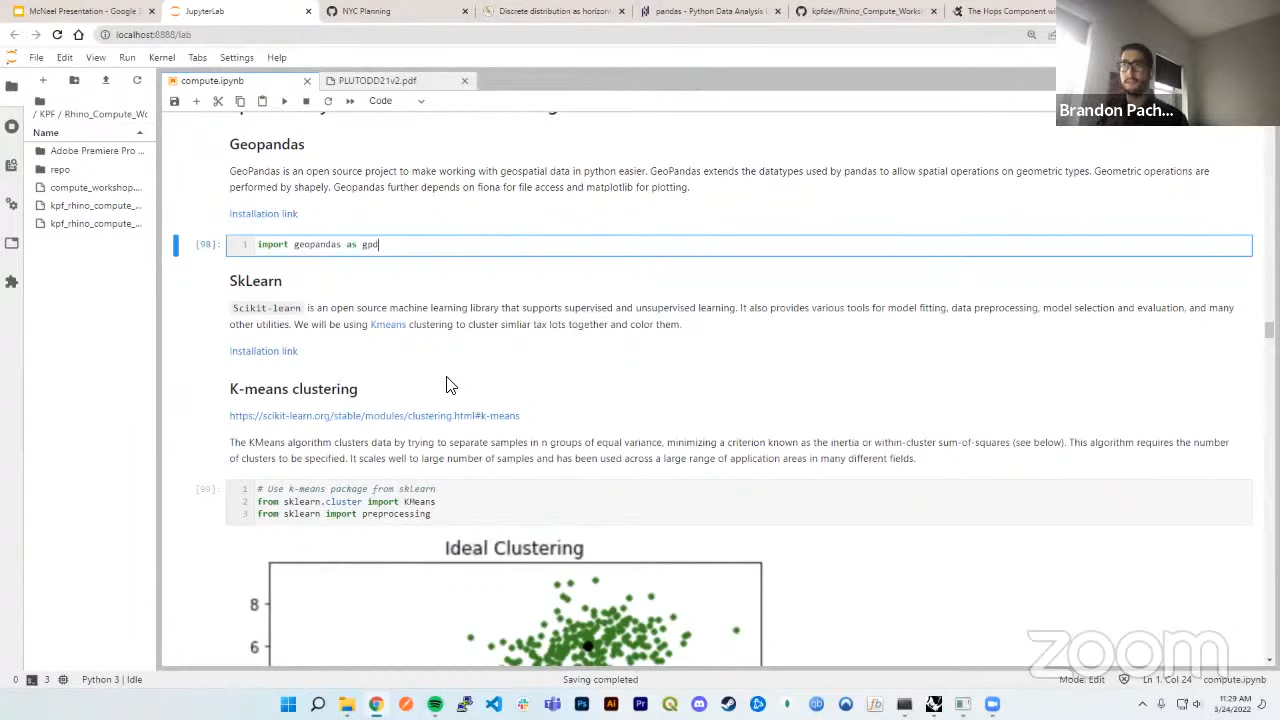 McNeel Presentation - Google S
JupyterLab
NYC Planning
Discrete distribution as horizon
pandas - Python Data Analysis L
kpfdev/Rhino_Compute_Works
The Hops Component
localhost:8888/lab
File Edit View Run Kernel Tabs Settings Help
compute.ipynb
PLUTODD21v2.pdf
Code
/ KPF / Rhino_Compute_Wo
Name
Adobe Premiere Pro ...
repo
compute_workshop....
kpf_rhino_compute_...
kpf_rhino_compute_...
Geopandas
GeoPandas is an open source project to make working with geospatial data in python easier. GeoPandas extends the datatypes used by pandas to allow spatial operations on geometric types. Geometric operations are
performed by shapely. Geopandas further depends on fiona for file access and matplotlib for plotting.
Installation link
[98]: 1 import geopandas as gpd
SkLearn
Scikit-learn is an open source machine learning library that supports supervised and unsupervised learning. It also provides various tools for model fitting, data preprocessing, model selection and evaluation, and many
other utilities. We will be using Kmeans clustering to cluster simliar tax lots together and color them.
Installation link
K-means clustering
https://scikit-learn.org/stable/modules/clustering.html#k-means
The KMeans algorithm clusters data by trying to separate samples in n groups of equal variance, minimizing a criterion known as the inertia or within-cluster sum-of-squares (see below). This algorithm requires the number
of clusters to be specified. It scales well to large number of samples and has been used across a large range of application areas in many different fields.
[99]: 1 # Use k-means package from sklearn
2 from sklearn.cluster import KMeans
3 from sklearn import preprocessing
Ideal Clustering
8
6
Brandon Pach...
zoom
0 3 Python 3 | Idle
Saving completed
Mode: Edit
Ln 1, Col 24
compute.ipynb
11:29 AM
3/24/2022